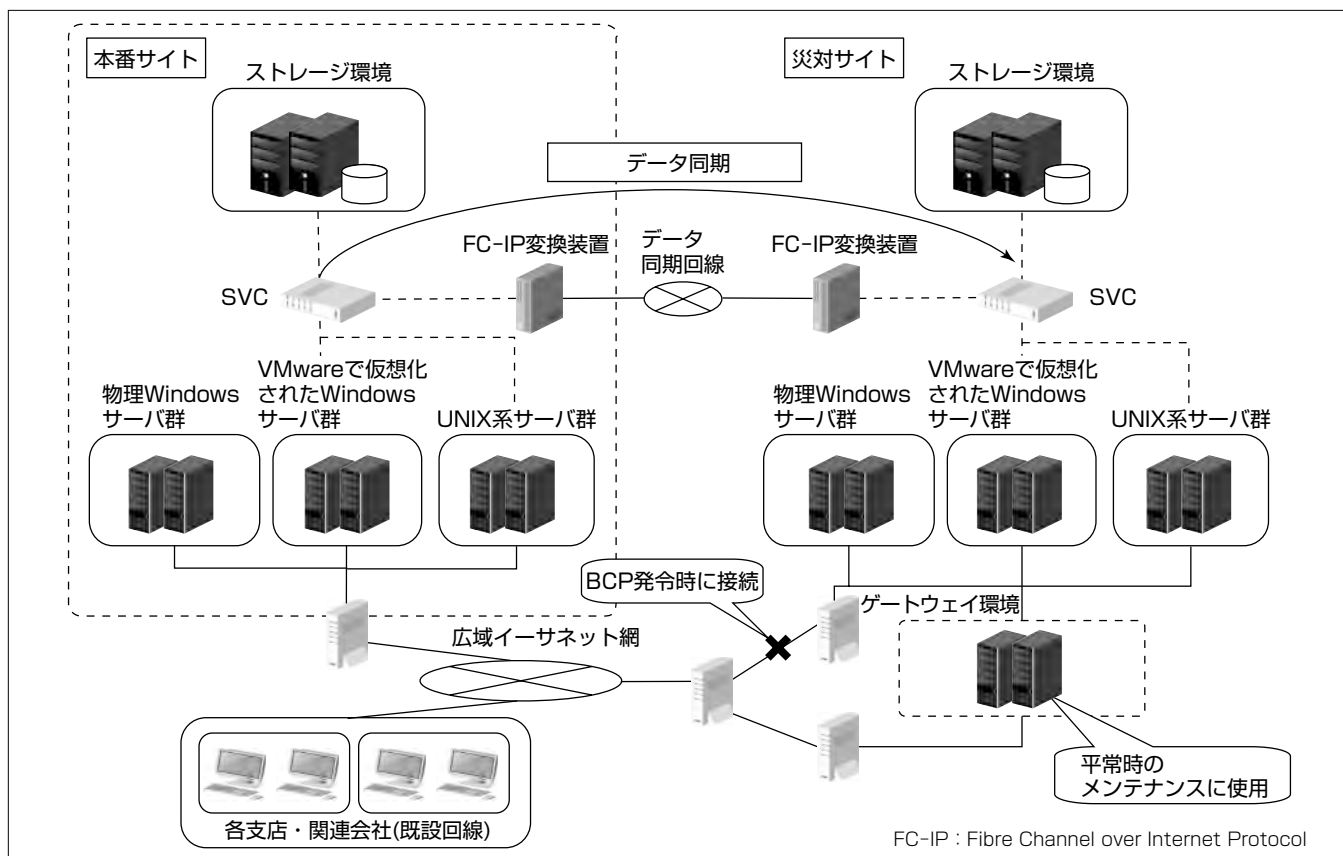 本番サイト
ストレージ環境
災対サイト
ストレージ環境
データ同期
FC-IP変換装置
データ
同期回線
FC-IP変換装置
SVC
SVC
物理Windows
サーバ群
VMwareで仮想化
されたWindows
サーバ群
UNIX系サーバ群
物理Windows
サーバ群
VMwareで仮想化
されたWindows
サーバ群
UNIX系サーバ群
BCP発令時に接続
ゲートウェイ環境
広域イーサネット網
平常時の
メンテナンスに使用
各支店・関連会社(既設回線)
FC-IP：Fibre Channel over Internet Protocol